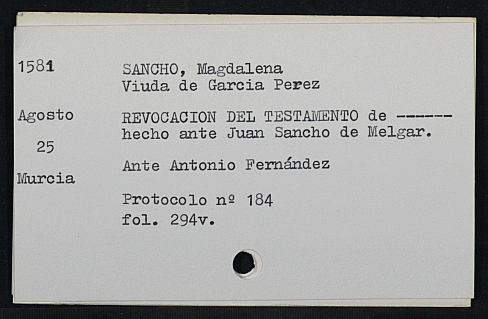 1581 SANCHO, Magdalena
Viuda de Garcia Perez
Agosto REVOCACION DEL TESTAMENTO de ------
hecho ante Juan Sancho de Melgar.
25
Ante Antonio Fernández
Murcia
Protocolo nº 184
fol. 294v.